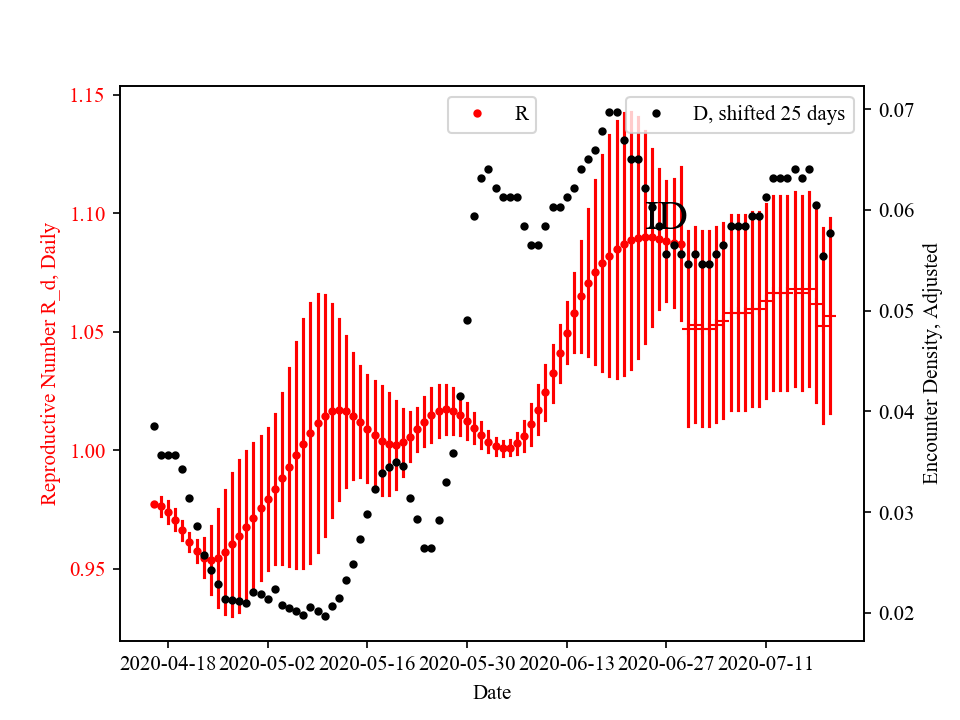 R
D, shifted 25 days
ID
1.15
1.10
1.05
1.00
0.95
Reproductive Number R_d, Daily
0.07
0.06
0.05
0.04
0.03
0.02
Encounter Density, Adjusted
2020-04-18 2020-05-02 2020-05-16 2020-05-30 2020-06-13 2020-06-27 2020-07-11
Date